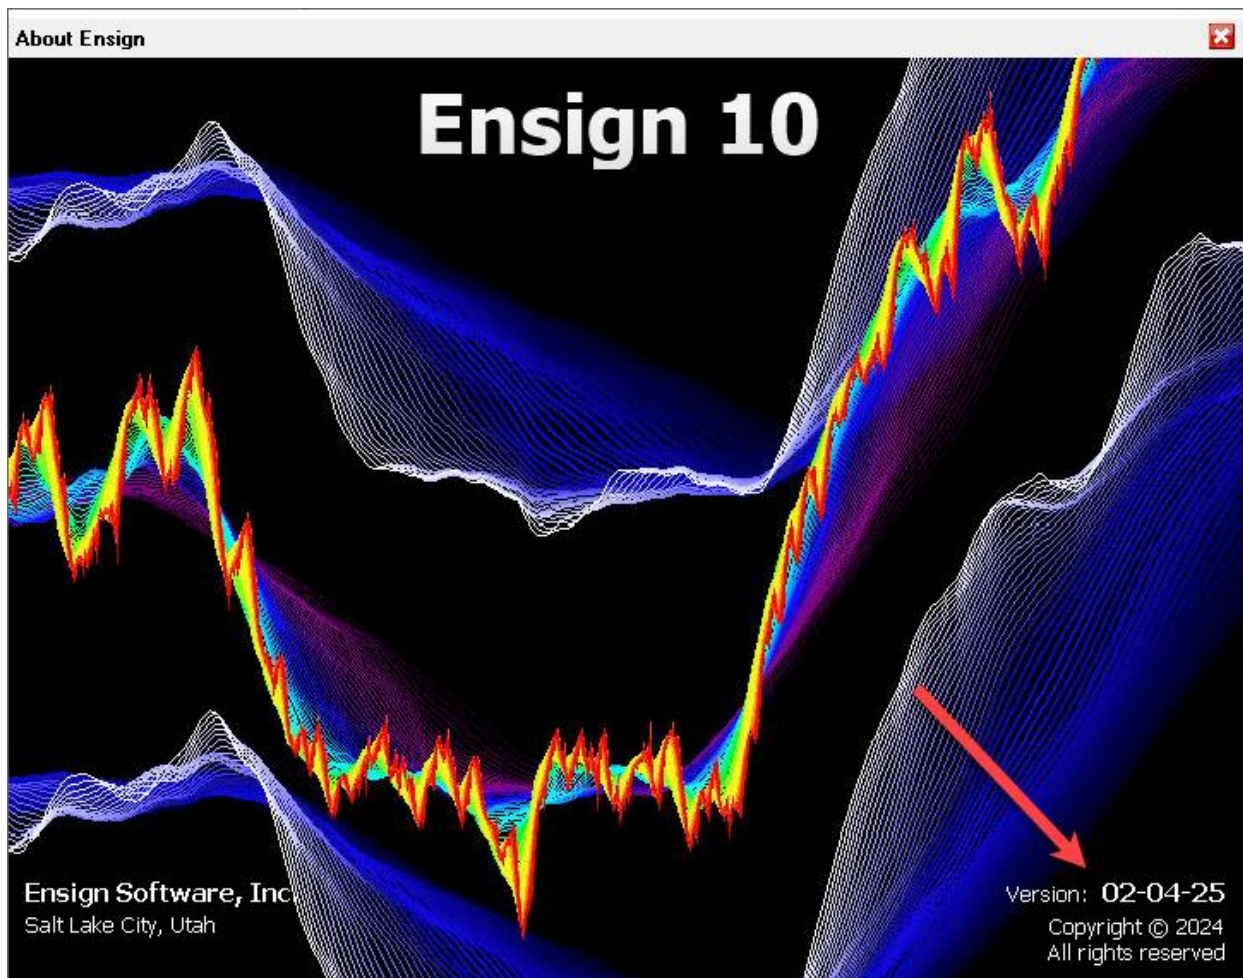 About Ensign
Ensign 10
Ensign Software, Inc.
Salt Lake City, Utah
Version: 02-04-25
Copyright © 2024
All rights reserved